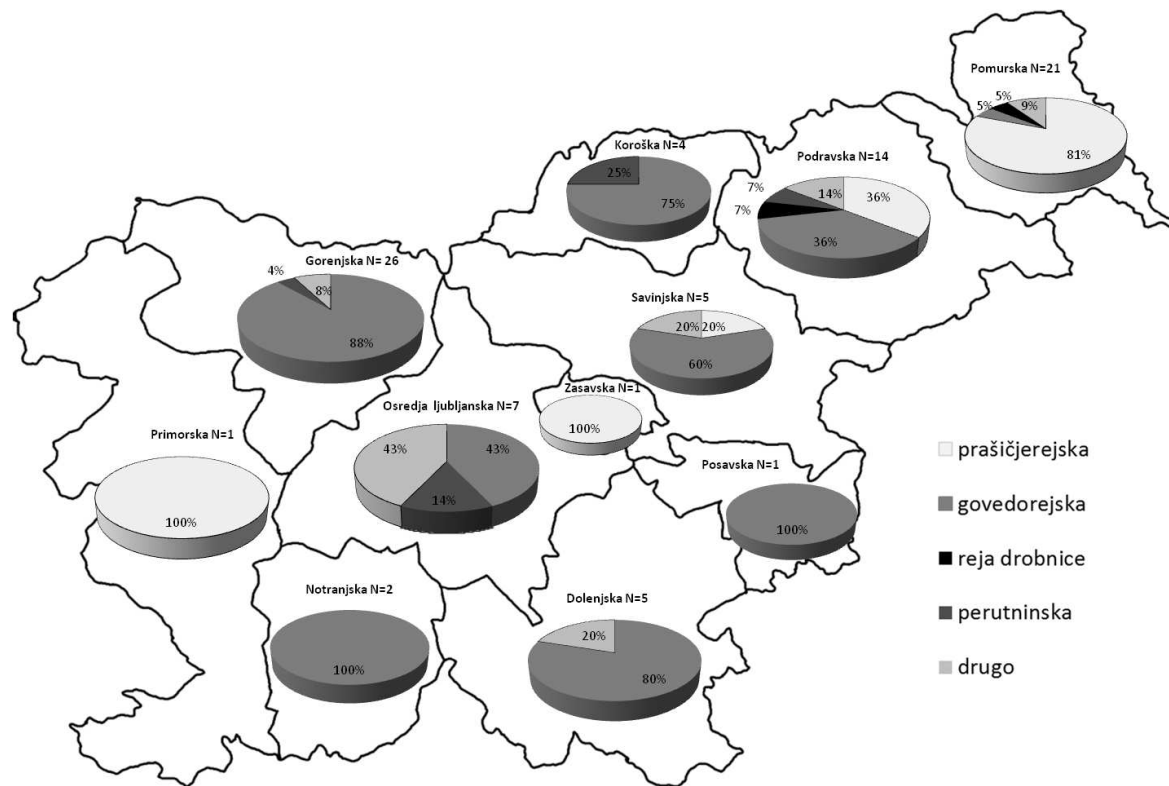 Pomurska N=21
5%
5%
9%
81%
Koroška N=4
25%
75%
Podravska N=14
7%
7%
14%
36%
36%
Gorenjska N= 26
4%
8%
88%
Savinjska N=5
20%
20%
60%
Zasavska N=1
100%
Osredja ljubljanska N=7
43%
43%
14%
Primorska N=1
100%
Posavska N=1
100%
Notranjska N=2
100%
Dolenjska N=5
20%
80%
prašičjerejska
govedorejska
reja drobnice
perutninska
drugo